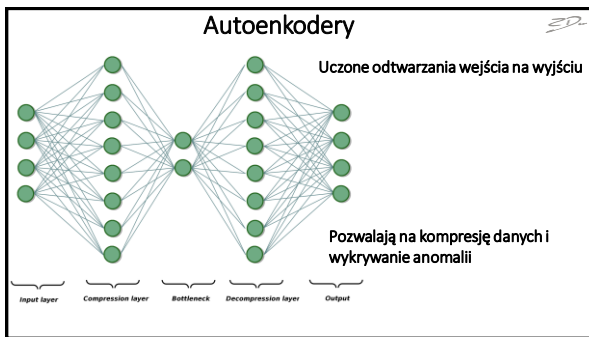 Autoenkodery
Uczone odtwarzania wejścia na wyjściu
Pozwalają na kompresję danych i
wykrywanie anomalii
Input layer Compression layer Bottleneck Decompression layer Output